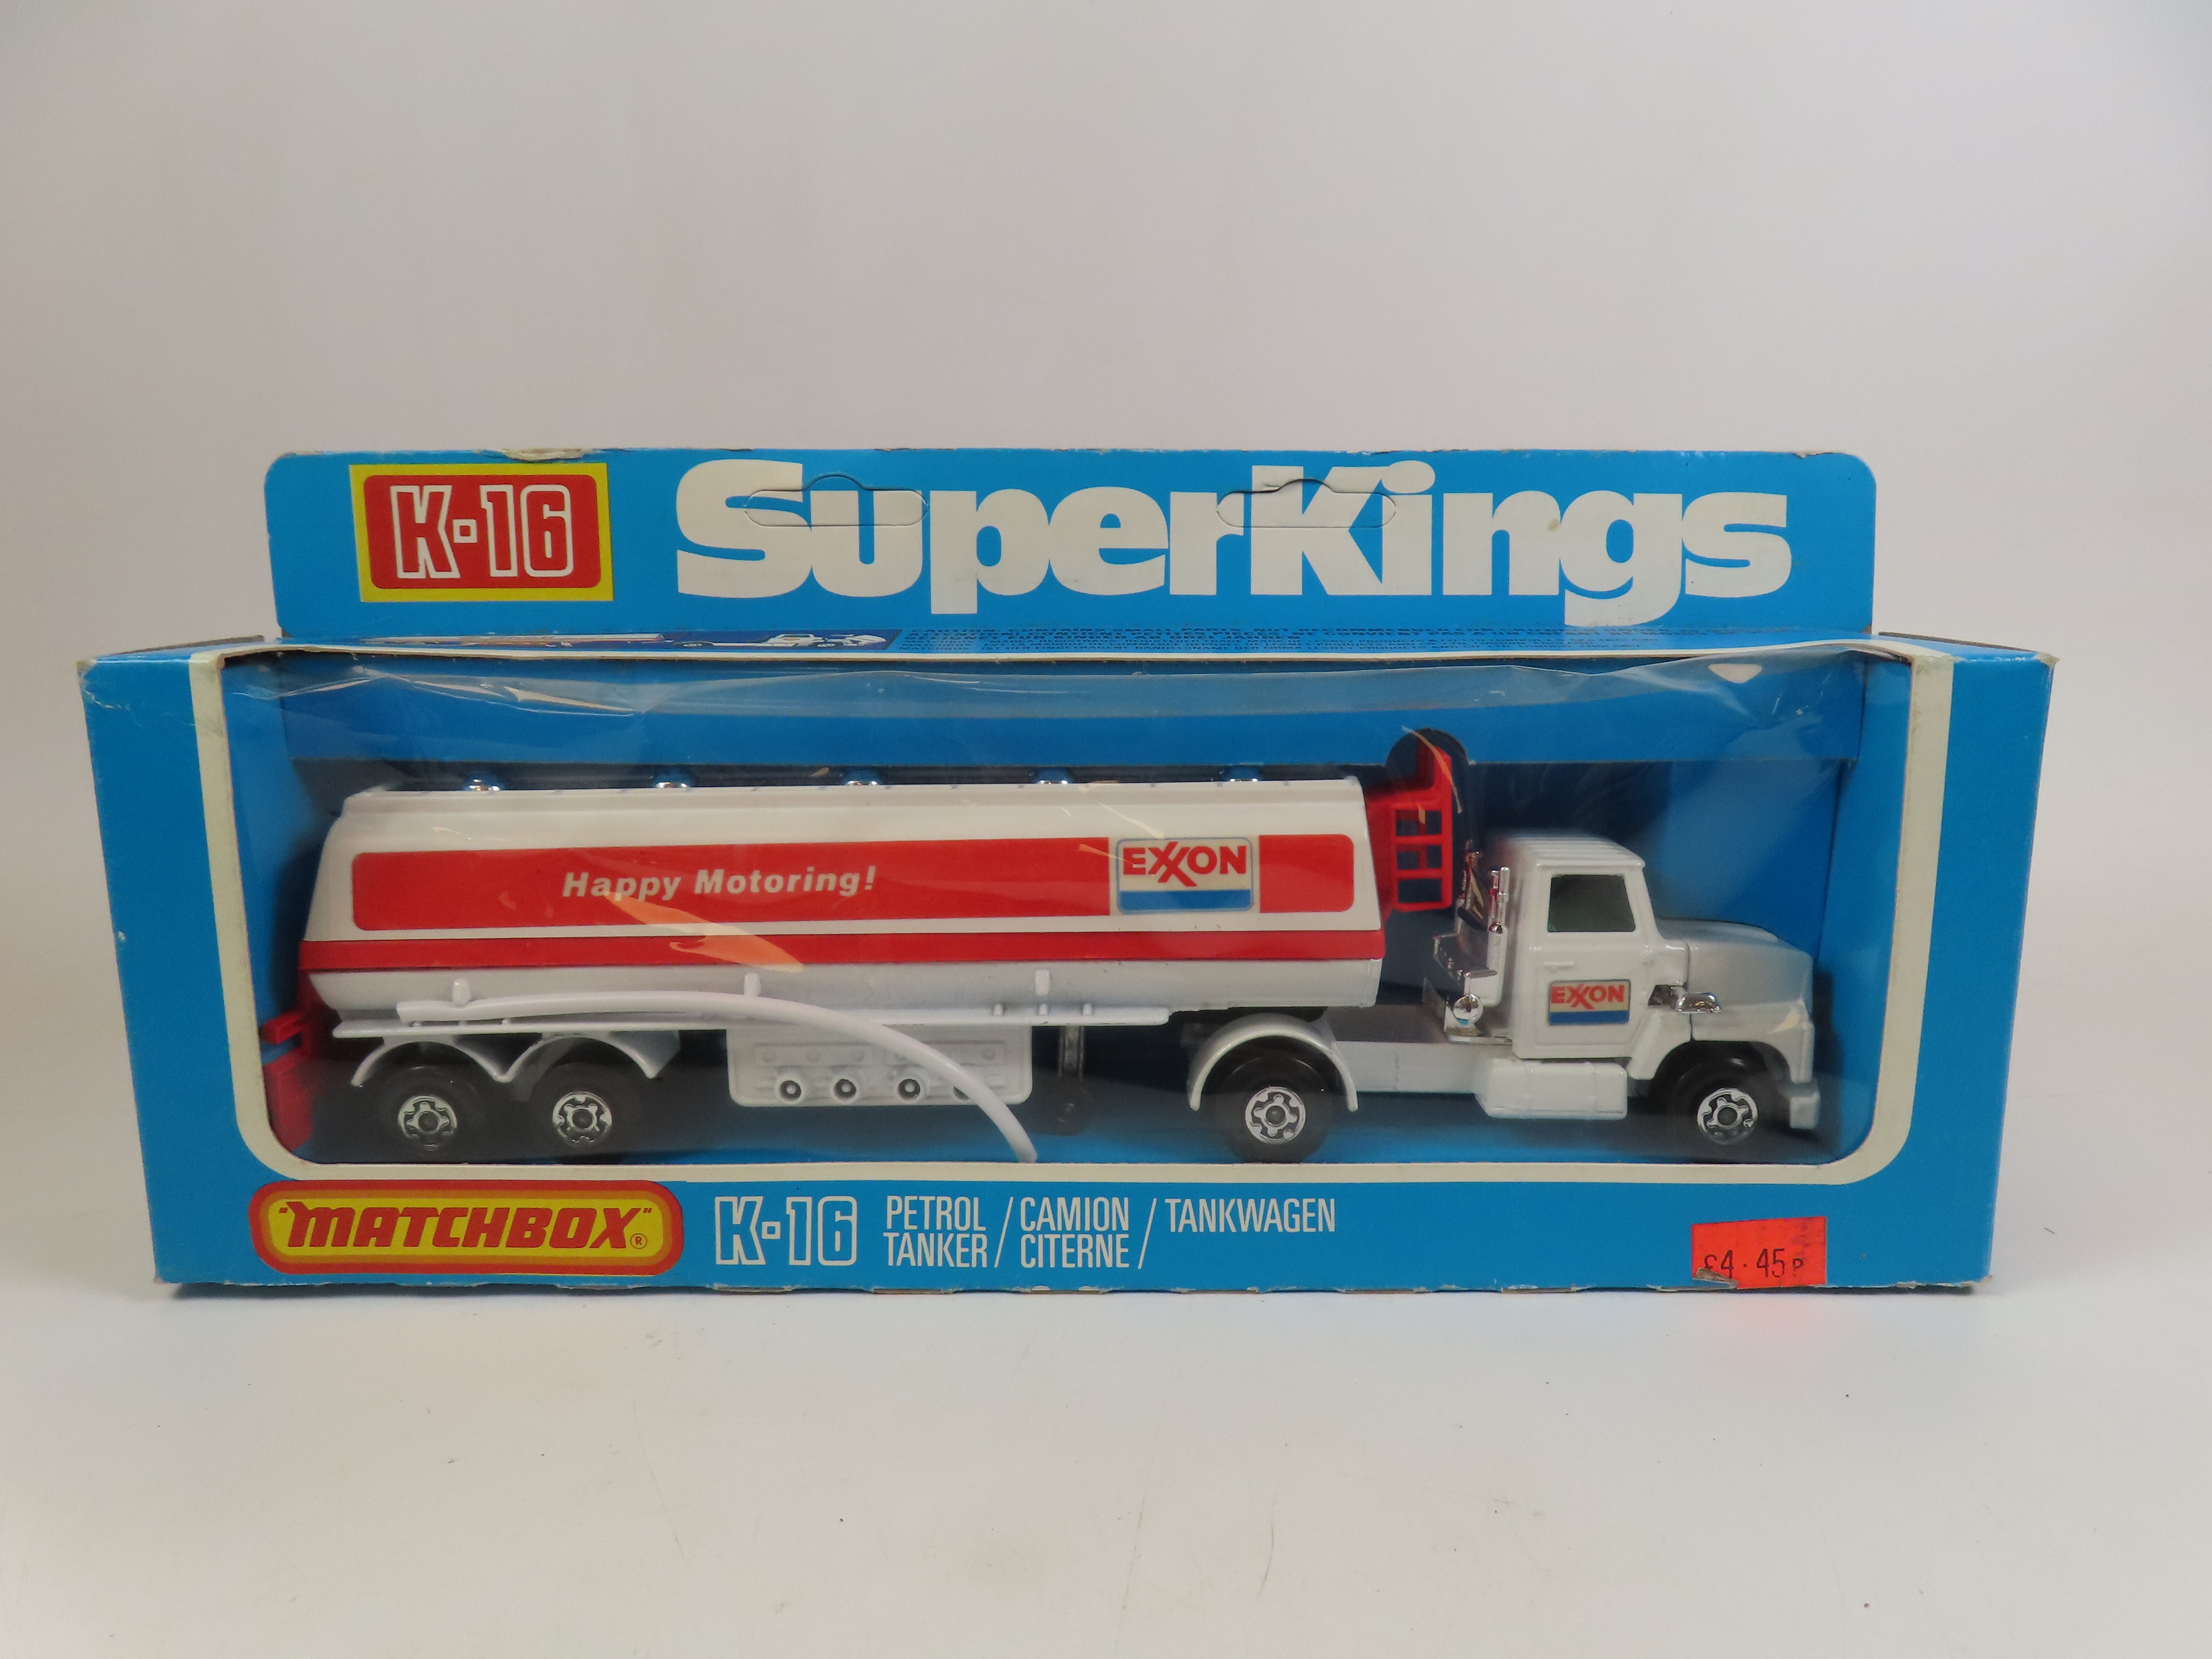 K-16
SuperKings
Happy Motoring!
EXXON
EXXON
"MATCHBOX"®
K-16
PETROL TANKER / CAMION CITERNE / TANKWAGEN
£4.45P